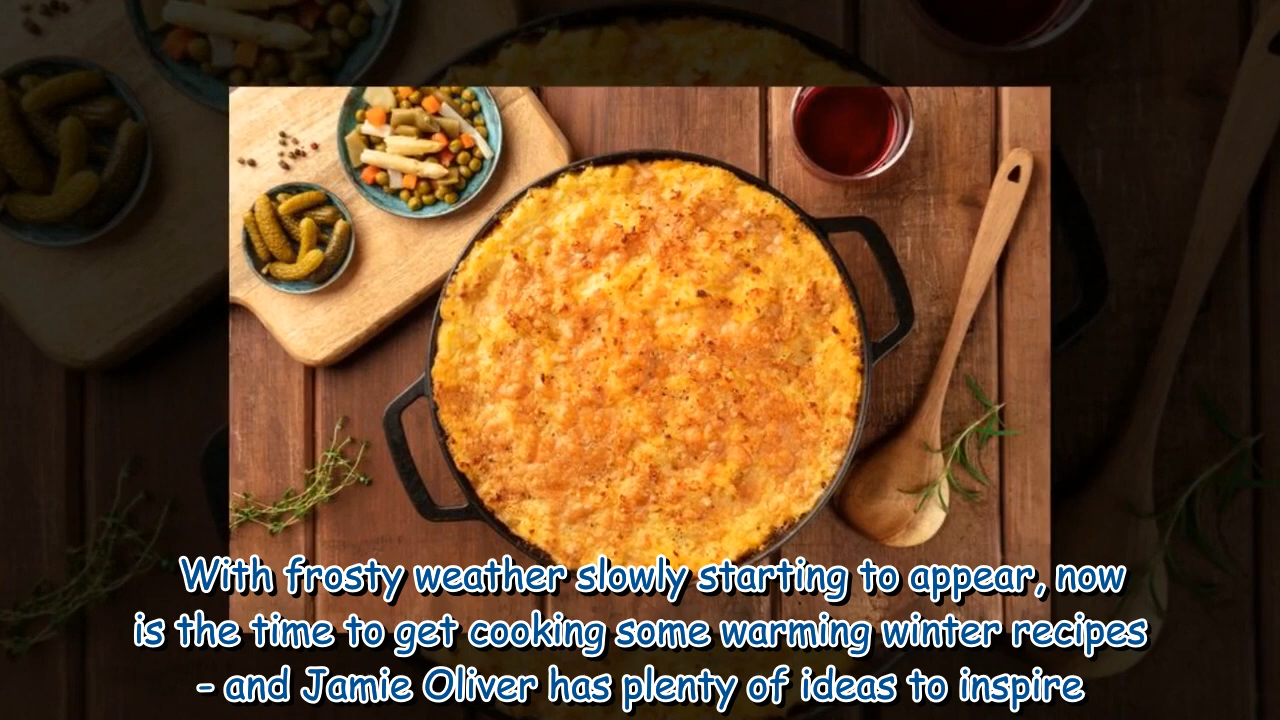 With frosty weather slowly starting to appear, now
is the time to get cooking some warming winter recipes
- and Jamie Oliver has plenty of ideas to inspire